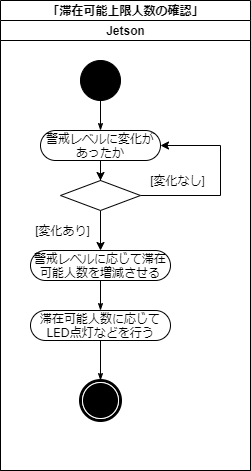 「滞在可能上限人数の確認」
Jetson
警戒レベルに変化が
あったか
[変化なし]
[変化あり]
警戒レベルに応じて滞在
可能人数を増減させる
滞在可能人数に応じて
LED点灯などを行う